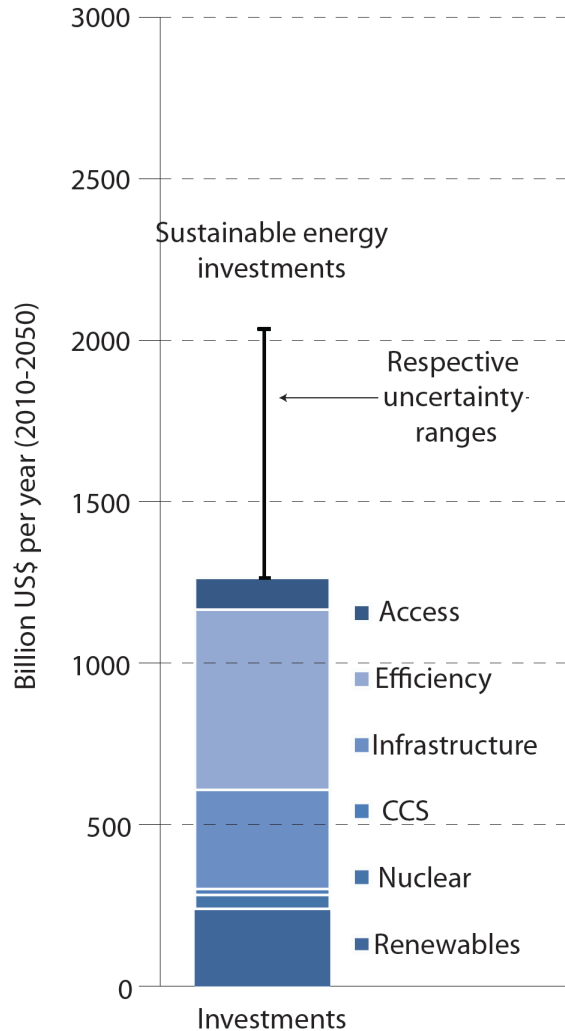 3000
2500
Sustainable energy
investments
2000
Respective
uncertainty
ranges
Billion US$ per year (2010-2050)
1500
Access
1000
Efficiency
Infrastructure
CCS
500
Nuclear
Renewables
0
Investments